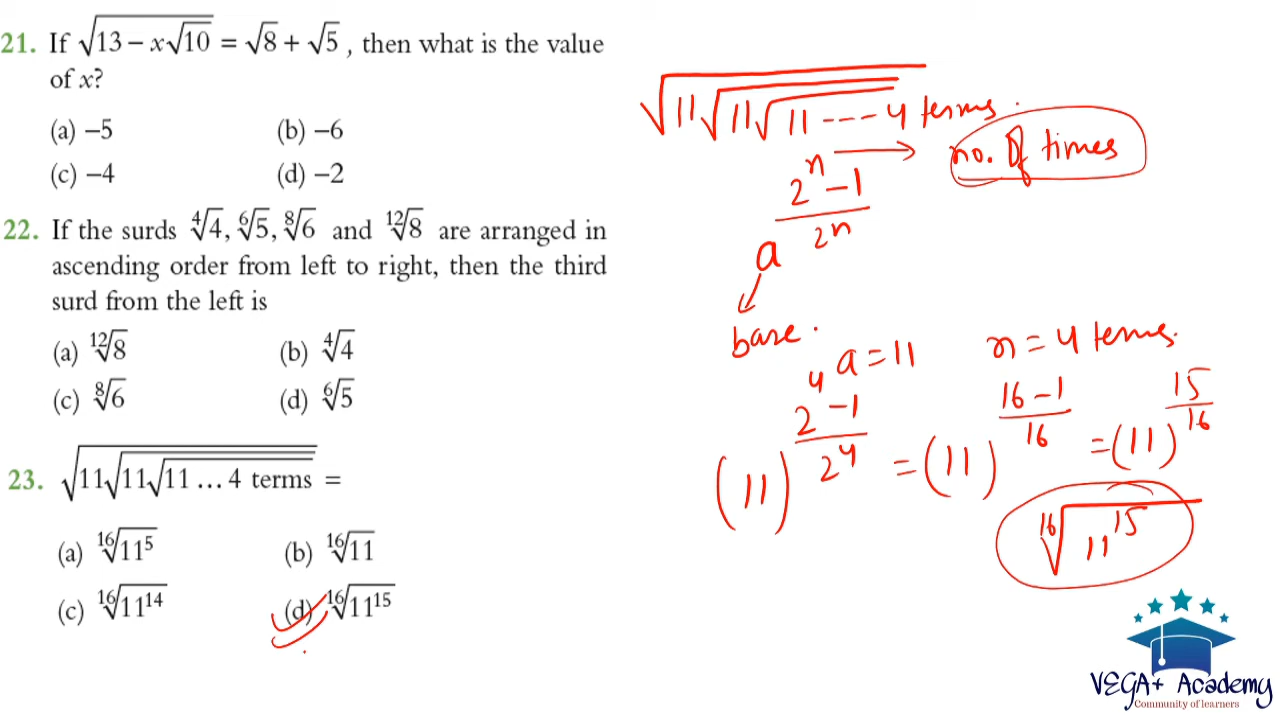 21. If √(13 − x√10) = √8 + √5, then what is the value
of x?
(a) –5 (b) –6
(c) –4 (d) –2
22. If the surds ⁴√4, ⁶√5, ⁸√6 and ¹²√8 are arranged in
ascending order from left to right, then the third
surd from the left is
(a) ¹²√8 (b) ⁴√4
(c) ⁸√6 (d) ⁶√5
23. √(11√(11√(11 ... 4 terms))) =
(a) ¹⁶√11⁵ (b) ¹⁶√11
(c) ¹⁶√11¹⁴ (d) ¹⁶√11¹⁵
√(11√(11√(11 ---- 4 terms.
no. Of times
a^((2ⁿ − 1)/2ⁿ)
base.
a = 11 n = 4 terms.
(11)^((2⁴ − 1)/2⁴) = (11)^((16 − 1)/16) = (11)^(15/16)
¹⁶√11¹⁵
VEGA+ Academy
Community of learners